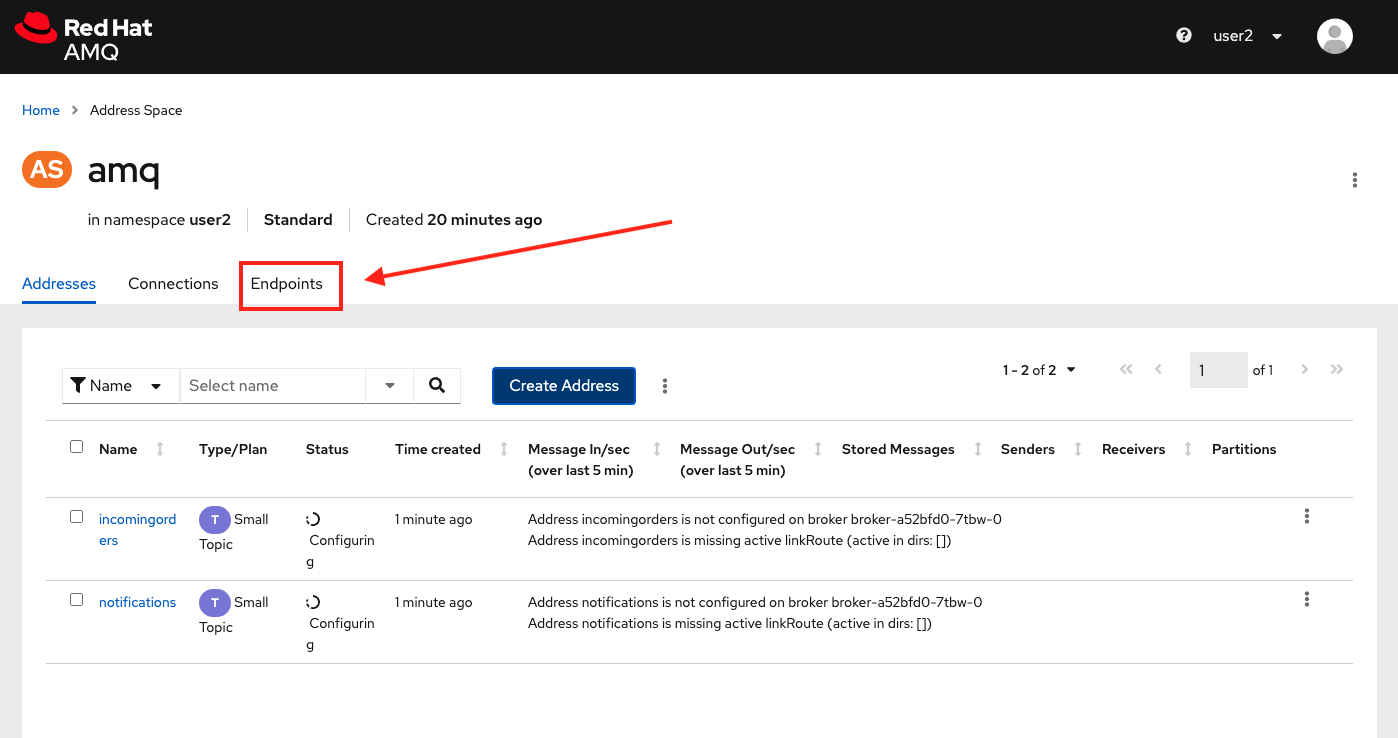 Red Hat
AMQ
user2
Home > Address Space
AS amq
in namespace user2 Standard Created 20 minutes ago
Addresses Connections Endpoints
Name Select name Create Address 1 - 2 of 2 1 of 1
Name Type/Plan Status Time created Message In/sec Message Out/sec Stored Messages Senders Receivers Partitions
(over last 5 min) (over last 5 min)
incomingord T Small 1 minute ago Address incomingorders is not configured on broker broker-a52bfd0-7tbw-0
ers Topic Configurin Address incomingorders is missing active linkRoute (active in dirs: [])
g
notifications T Small 1 minute ago Address notifications is not configured on broker broker-a52bfd0-7tbw-0
Topic Configurin Address notifications is missing active linkRoute (active in dirs: [])
g